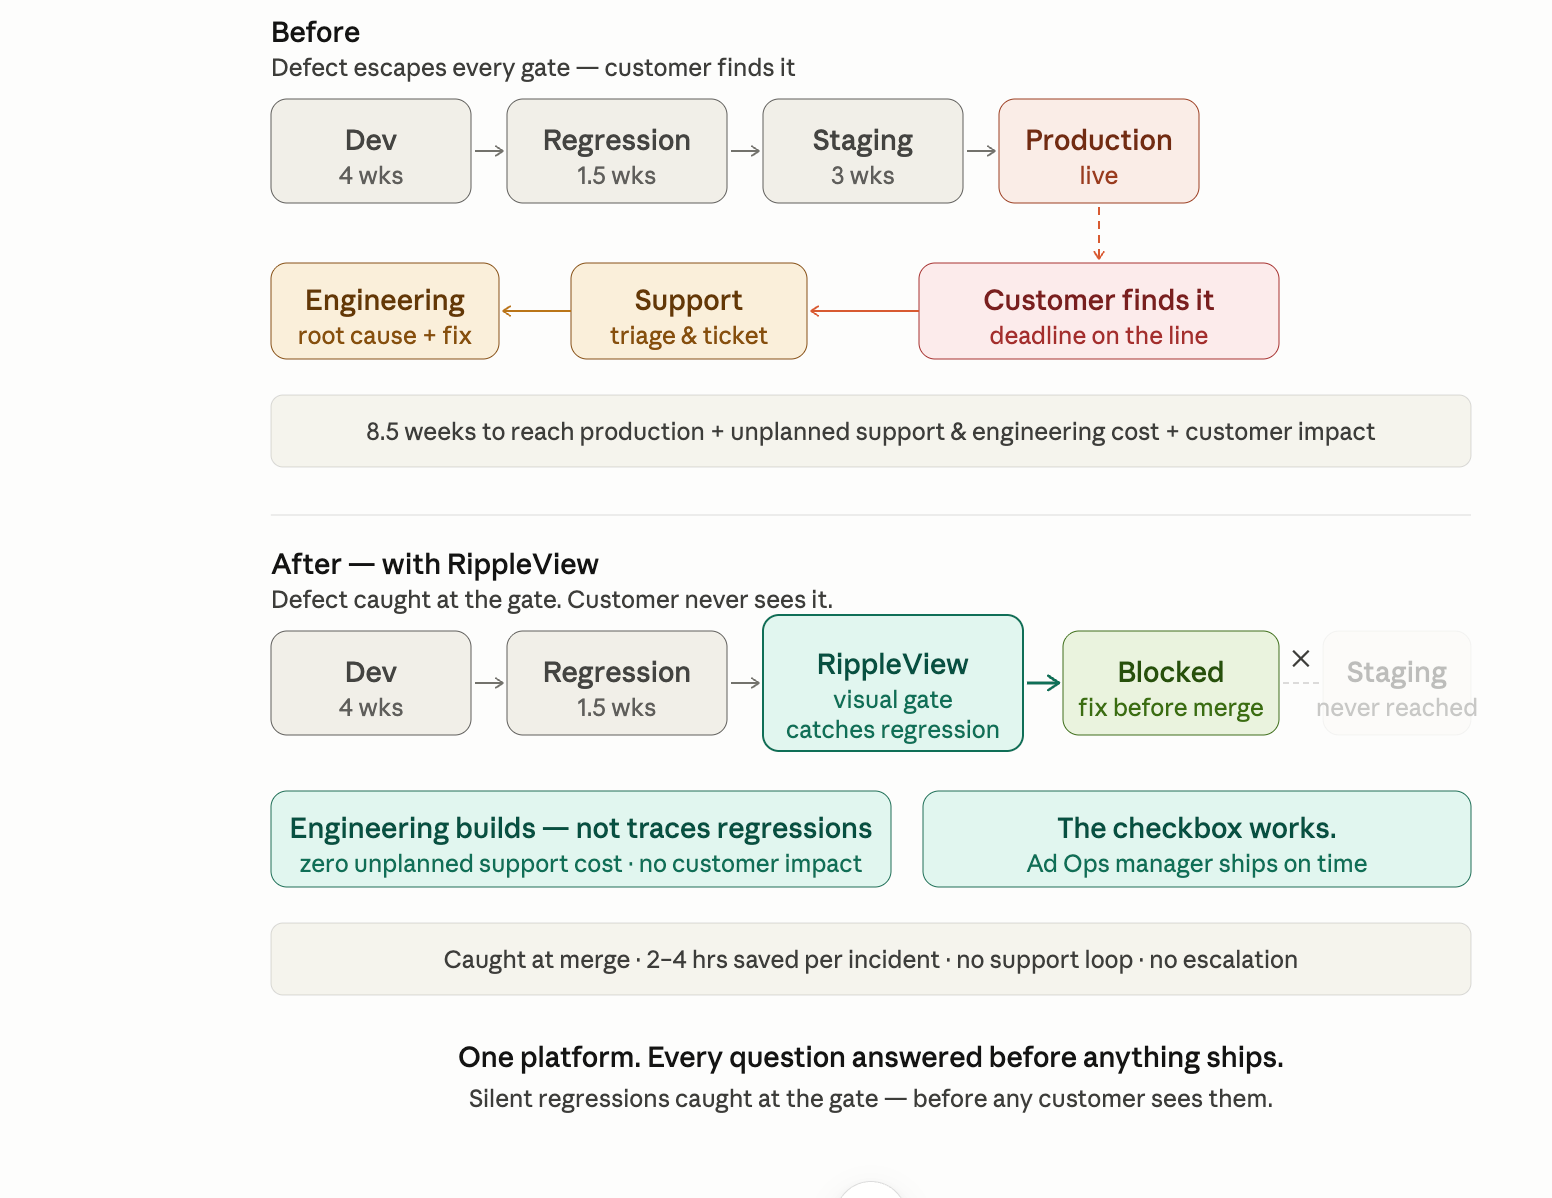 Before
Defect escapes every gate — customer finds it
Dev
4 wks
Regression
1.5 wks
Staging
3 wks
Production
live
Engineering
root cause + fix
Support
triage & ticket
Customer finds it
deadline on the line
8.5 weeks to reach production + unplanned support & engineering cost + customer impact
After — with RippleView
Defect caught at the gate. Customer never sees it.
Dev
4 wks
Regression
1.5 wks
RippleView
visual gate
catches regression
Blocked
fix before merge
Staging
never reached
Engineering builds — not traces regressions
zero unplanned support cost · no customer impact
The checkbox works.
Ad Ops manager ships on time
Caught at merge · 2–4 hrs saved per incident · no support loop · no escalation
One platform. Every question answered before anything ships.
Silent regressions caught at the gate — before any customer sees them.